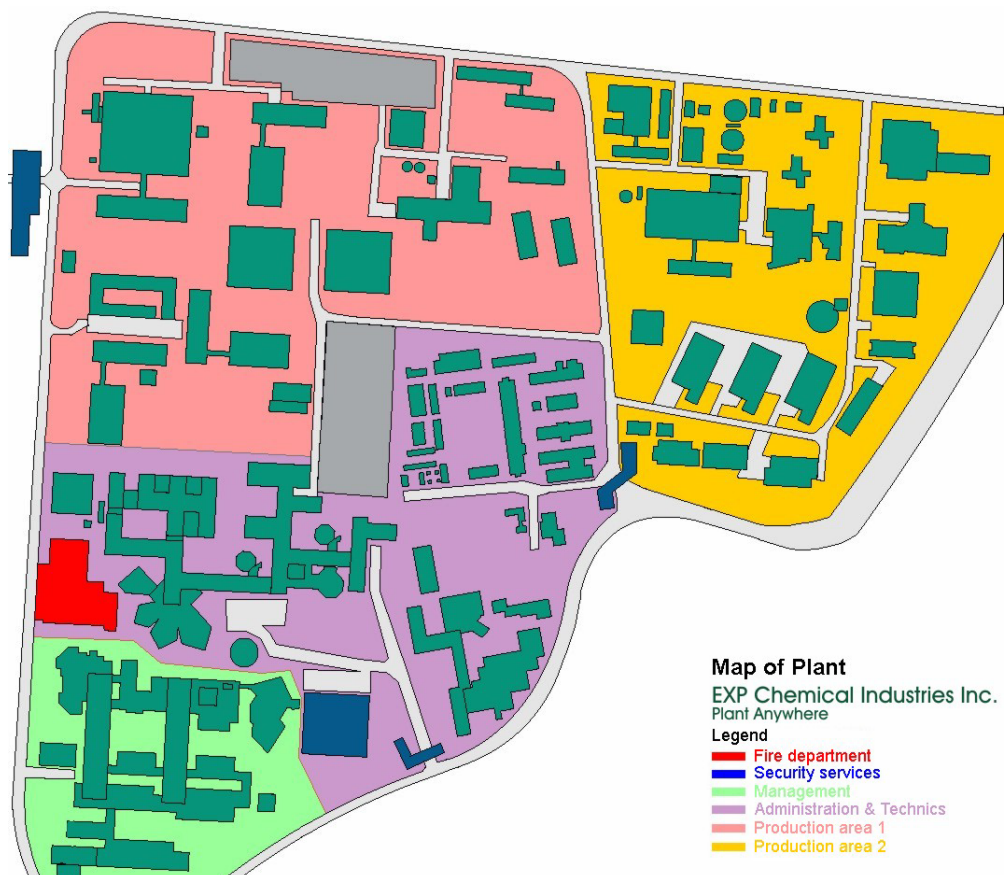 Map of Plant
EXP Chemical Industries Inc.
Plant Anywhere
Legend
Fire department
Security services
Management
Administration & Technics
Production area 1
Production area 2